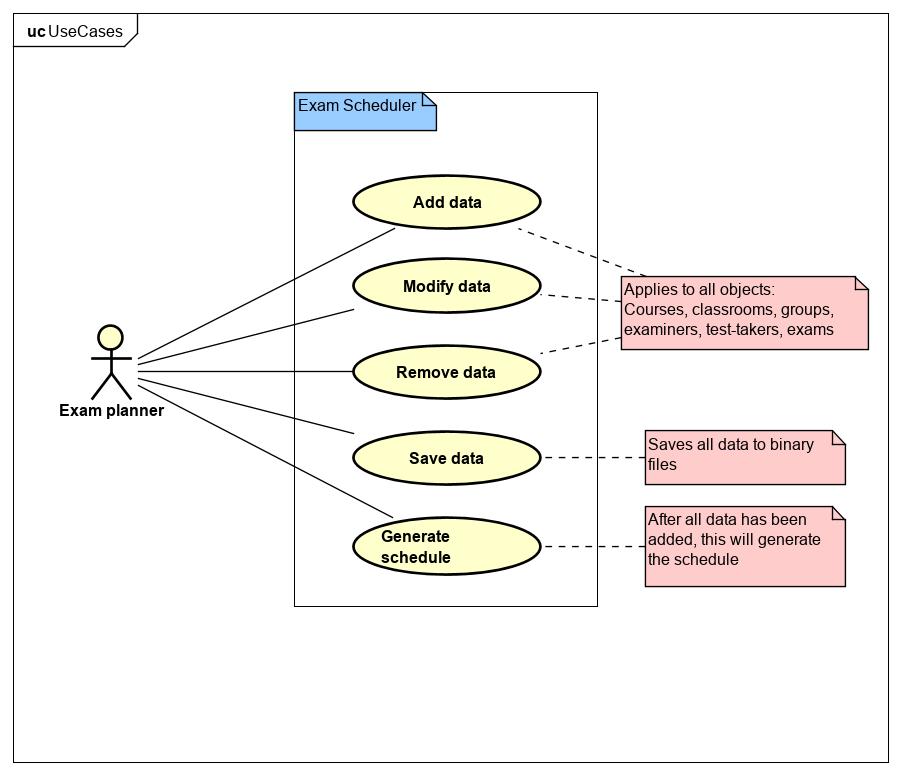 uc UseCases
Exam Scheduler
Add data
Modify data
Applies to all objects:
Courses, classrooms, groups,
examiners, test-takers, exams
Remove data
Exam planner
Save data
Saves all data to binary
files
Generate
schedule
After all data has been
added, this will generate
the schedule